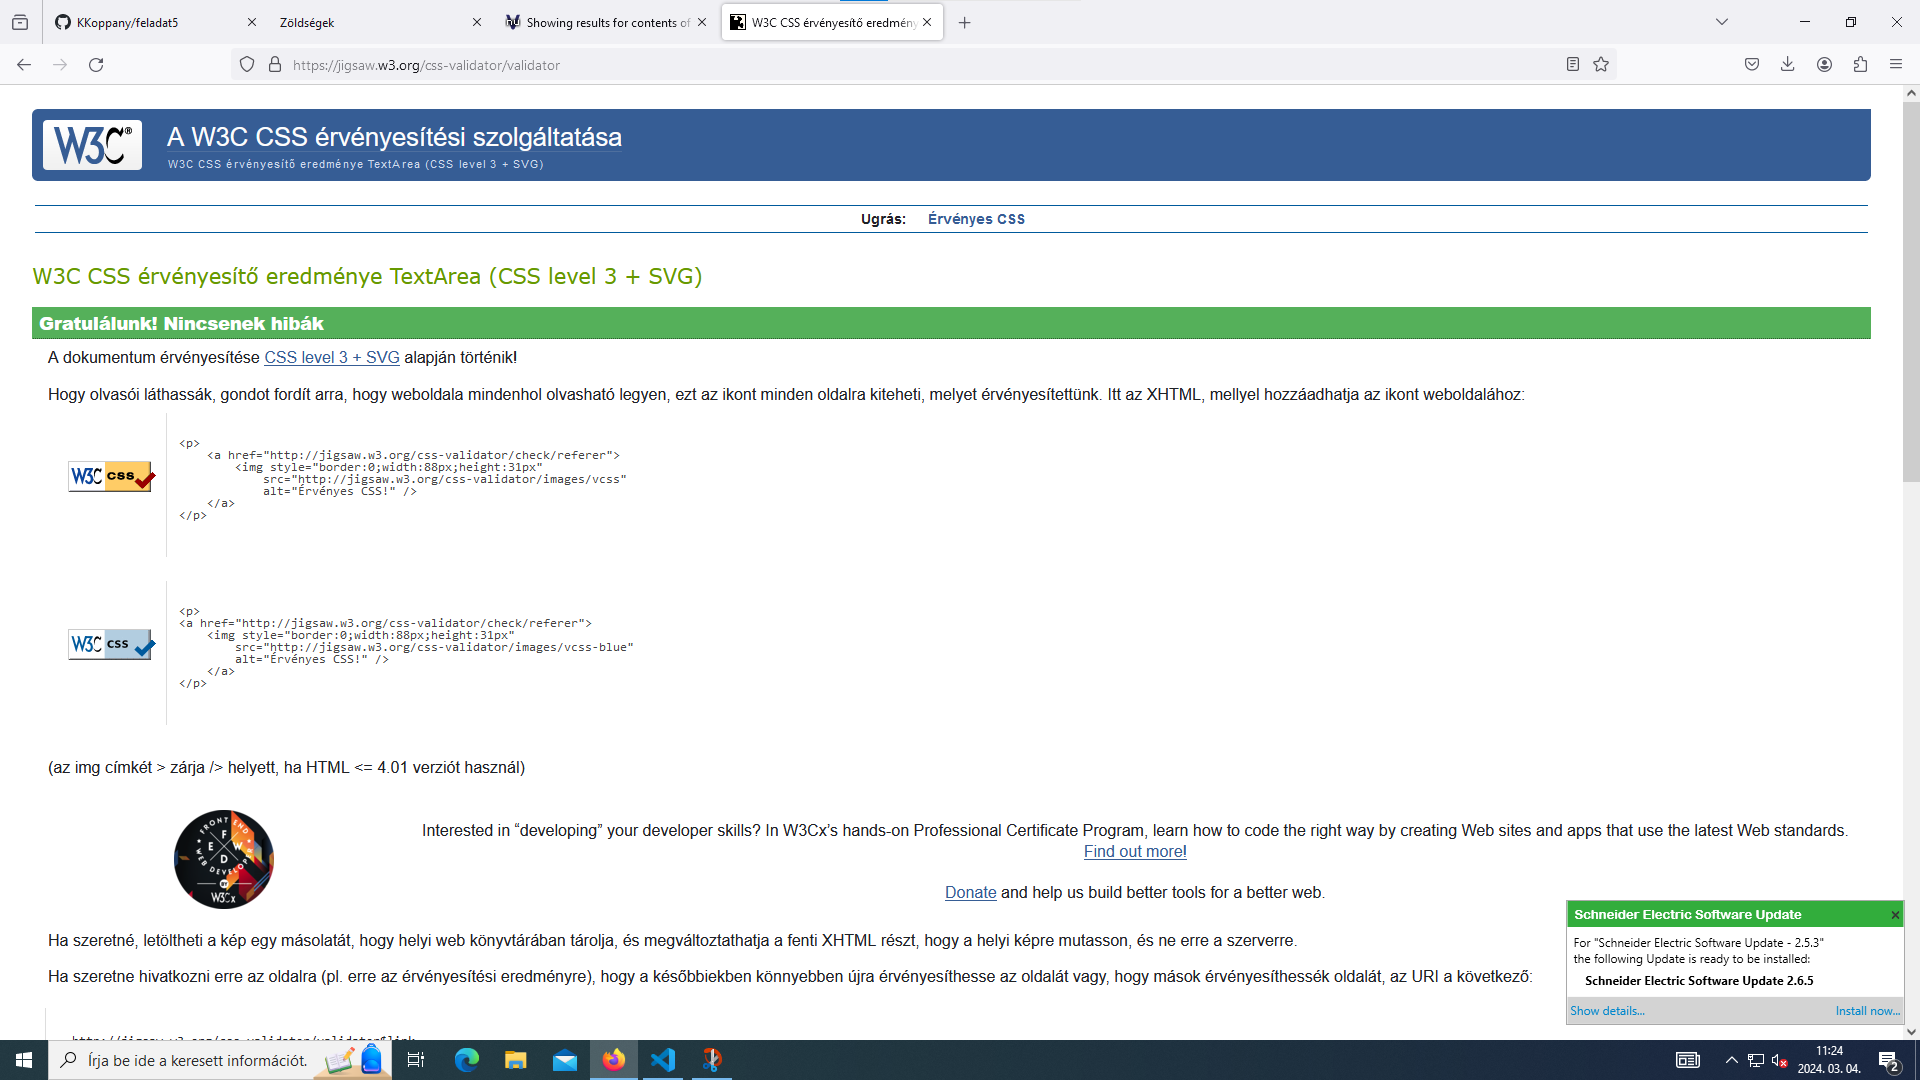 KKoppany/feladat5
Zöldségek
Showing results for contents of
W3C CSS érvényesítő eredmény
https://jigsaw.w3.org/css-validator/validator
W3C®
A W3C CSS érvényesítési szolgáltatása
W3C CSS érvényesítő eredménye TextArea (CSS level 3 + SVG)
Ugrás: Érvényes CSS
W3C CSS érvényesítő eredménye TextArea (CSS level 3 + SVG)
Gratulálunk! Nincsenek hibák
A dokumentum érvényesítése CSS level 3 + SVG alapján történik!
Hogy olvasói láthassák, gondot fordít arra, hogy weboldala mindenhol olvasható legyen, ezt az ikont minden oldalra kiteheti, melyet érvényesítettünk. Itt az XHTML, mellyel hozzáadhatja az ikont weboldalához:
W3C CSS
<p>
<a href="http://jigsaw.w3.org/css-validator/check/referer">
<img style="border:0;width:88px;height:31px"
src="http://jigsaw.w3.org/css-validator/images/vcss"
alt="Érvényes CSS!" />
</a>
</p>
W3C CSS
<p>
<a href="http://jigsaw.w3.org/css-validator/check/referer">
<img style="border:0;width:88px;height:31px"
src="http://jigsaw.w3.org/css-validator/images/vcss-blue"
alt="Érvényes CSS!" />
</a>
</p>
(az img címkét > zárja /> helyett, ha HTML <= 4.01 verziót használ)
FRONT END
F E W D
WEB DEVELOPER
BY
W3Cx
Interested in “developing” your developer skills? In W3Cx’s hands-on Professional Certificate Program, learn how to code the right way by creating Web sites and apps that use the latest Web standards.
Find out more!
Donate and help us build better tools for a better web.
Ha szeretné, letöltheti a kép egy másolatát, hogy helyi web könyvtárában tárolja, és megváltoztathatja a fenti XHTML részt, hogy a helyi képre mutasson, és ne erre a szerverre.
Ha szeretne hivatkozni erre az oldalra (pl. erre az érvényesítési eredményre), hogy a későbbiekben könnyebben újra érvényesíthesse az oldalát vagy, hogy mások érvényesíthessék oldalát, az URI a következő:
http://jigsaw.w3.org/css-validator/validator$link
Schneider Electric Software Update
For "Schneider Electric Software Update - 2.5.3"
the following Update is ready to be installed:
Schneider Electric Software Update 2.6.5
Show details...
Install now...
Írja be ide a keresett információt.
11:24
2024. 03. 04.
2